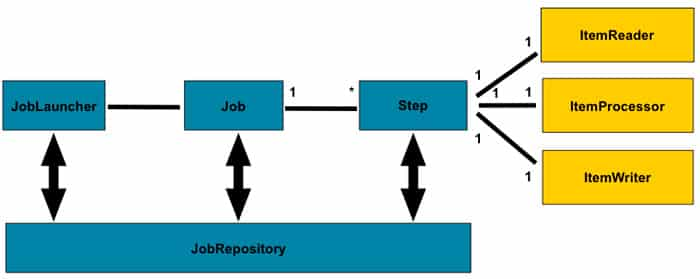 ItemReader
1
1
JobLauncher
Job
1
*
Step
1
1
ItemProcessor
1
1
ItemWriter
JobRepository